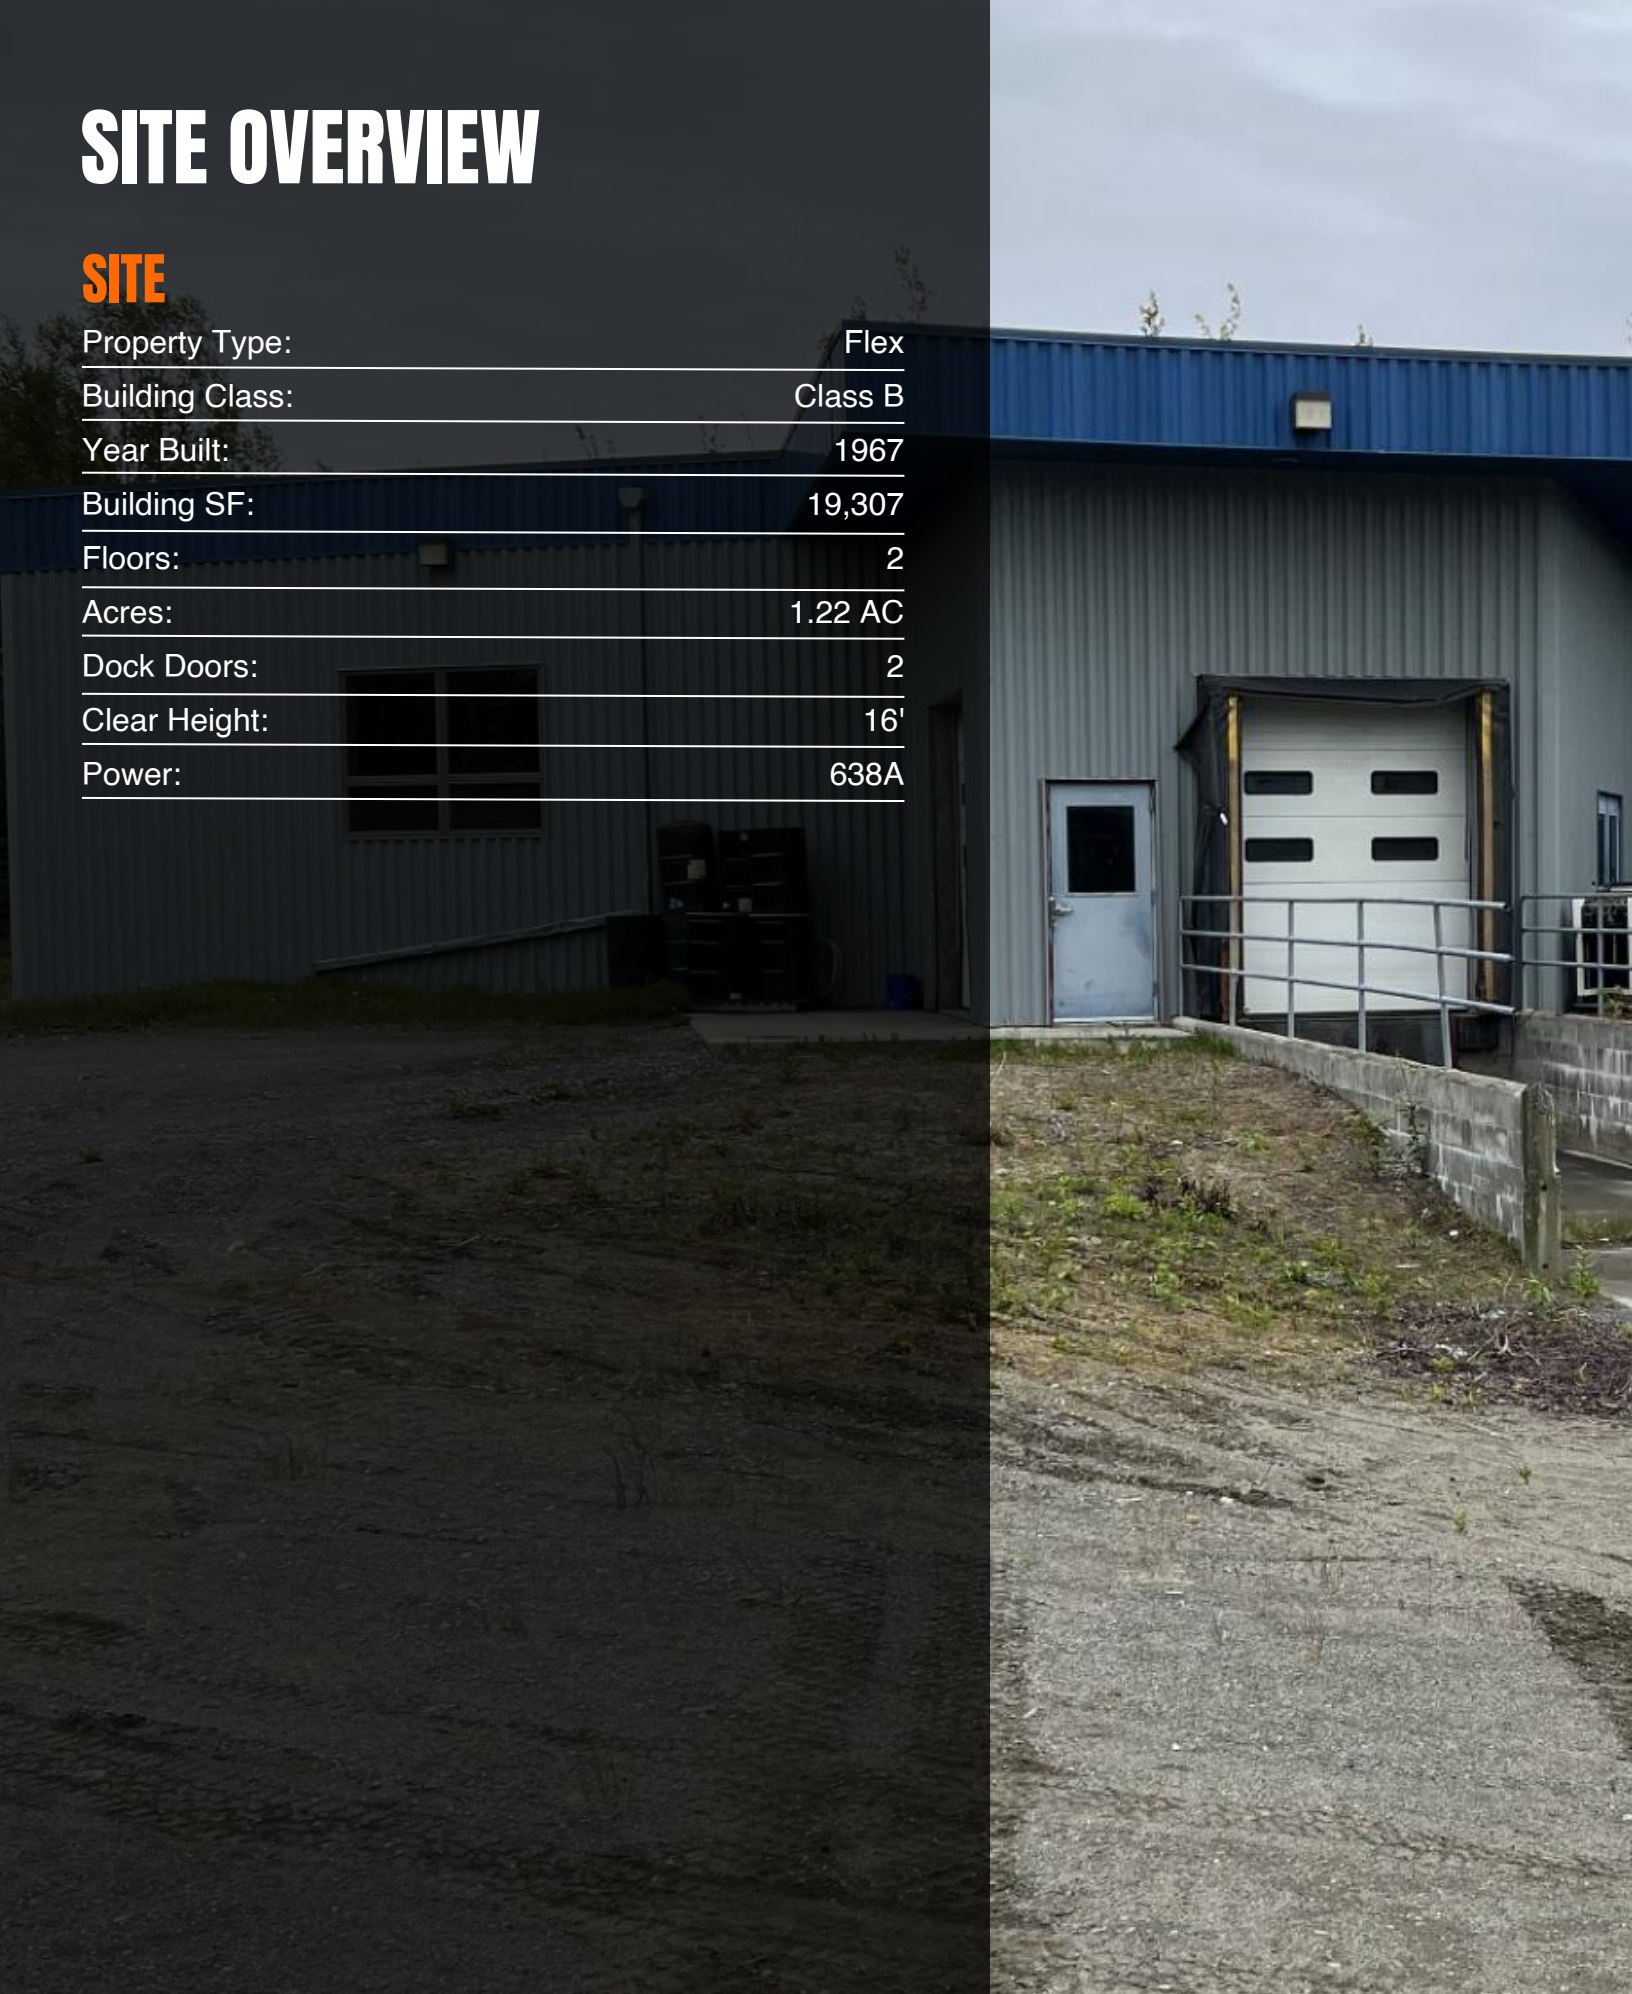 SITE OVERVIEW
SITE
Property Type: Flex
Building Class: Class B
Year Built: 1967
Building SF: 19,307
Floors: 2
Acres: 1.22 AC
Dock Doors: 2
Clear Height: 16'
Power: 638A